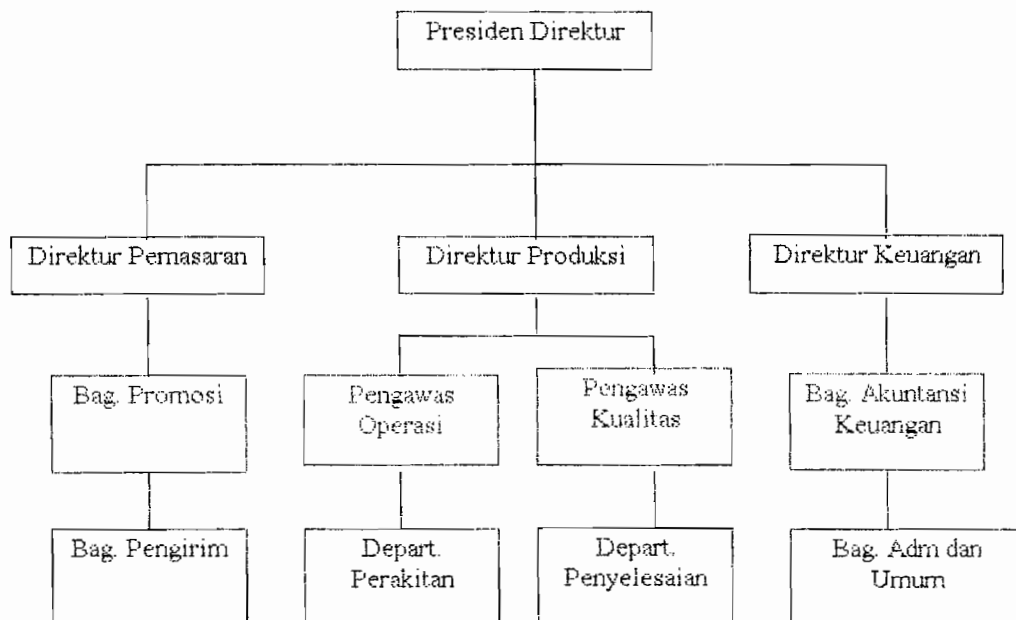 Presiden Direktur
Direktur Pemasaran
Direktur Produksi
Direktur Keuangan
Bag. Promosi
Pengawas
Operasi
Pengawas
Kualitas
Bag. Akuntansi
Keuangan
Bag. Pengirim
Depart.
Perakitan
Depart.
Penyelesaian
Bag. Adm dan
Umum